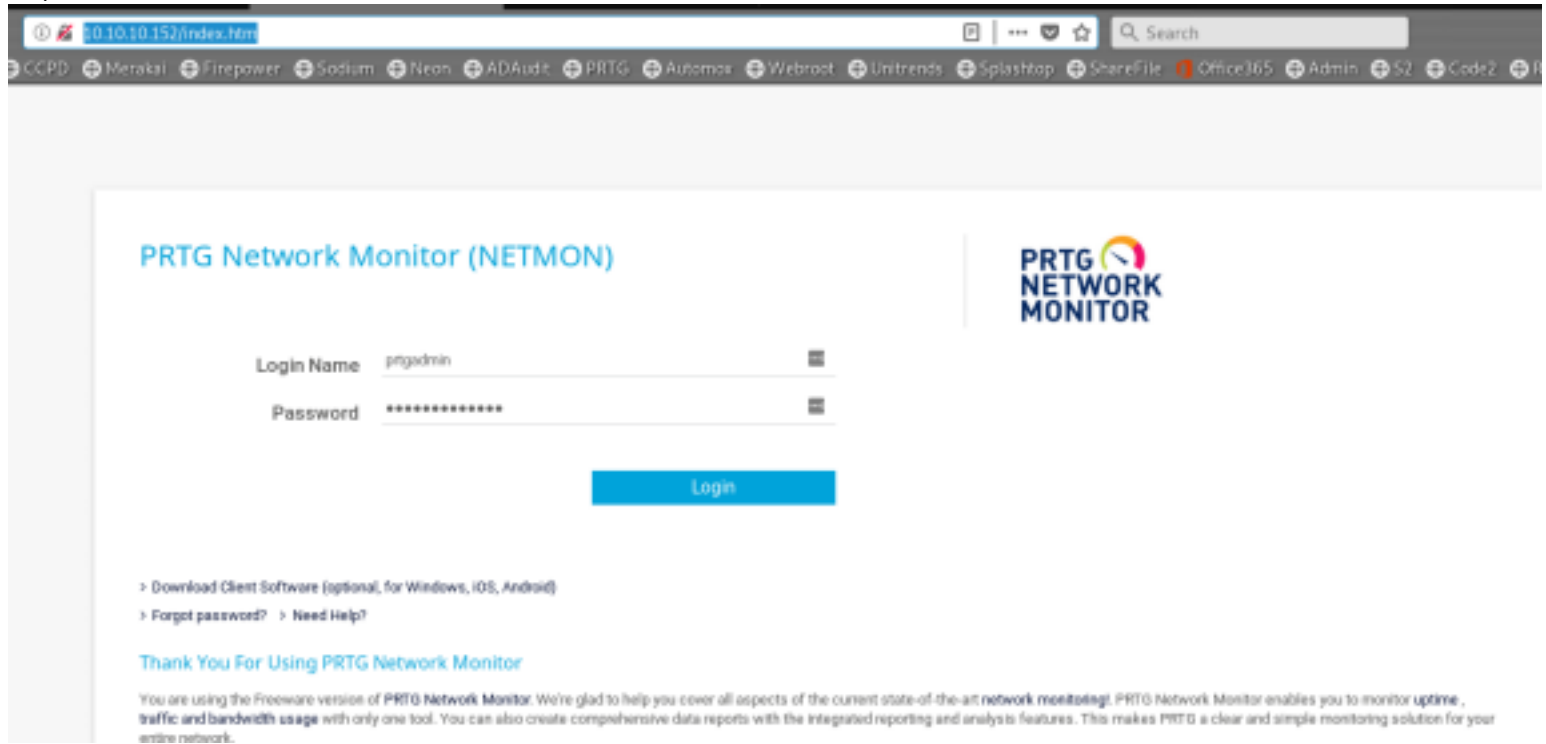 10.10.10.152/index.htm
Search
CCPD Merakai Firepower Sodium Neon ADAudit PRTG Automox Webroot Unitrends Splashtop ShareFile Office365 Admin S2 Code2
PRTG Network Monitor (NETMON)
PRTG
NETWORK
MONITOR
Login Name prtgadmin
Password •••••••••••••
Login
> Download Client Software (optional, for Windows, iOS, Android)
> Forgot password? > Need Help?
Thank You For Using PRTG Network Monitor
You are using the Freeware version of PRTG Network Monitor. We're glad to help you cover all aspects of the current state-of-the-art network monitoring!. PRTG Network Monitor enables you to monitor uptime ,
traffic and bandwidth usage with only one tool. You can also create comprehensive data reports with the integrated reporting and analysis features. This makes PRTG a clear and simple monitoring solution for your
entire network.